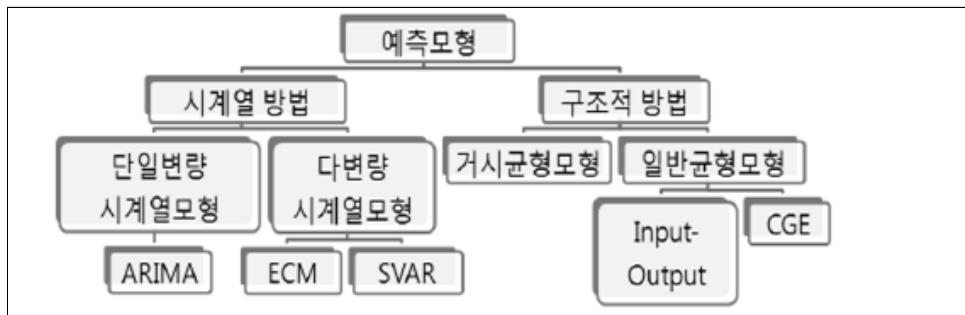 예측모형
시계열 방법
구조적 방법
단일변량
시계열모형
다변량
시계열모형
거시균형모형
일반균형모형
ARIMA
ECM
SVAR
Input-
Output
CGE